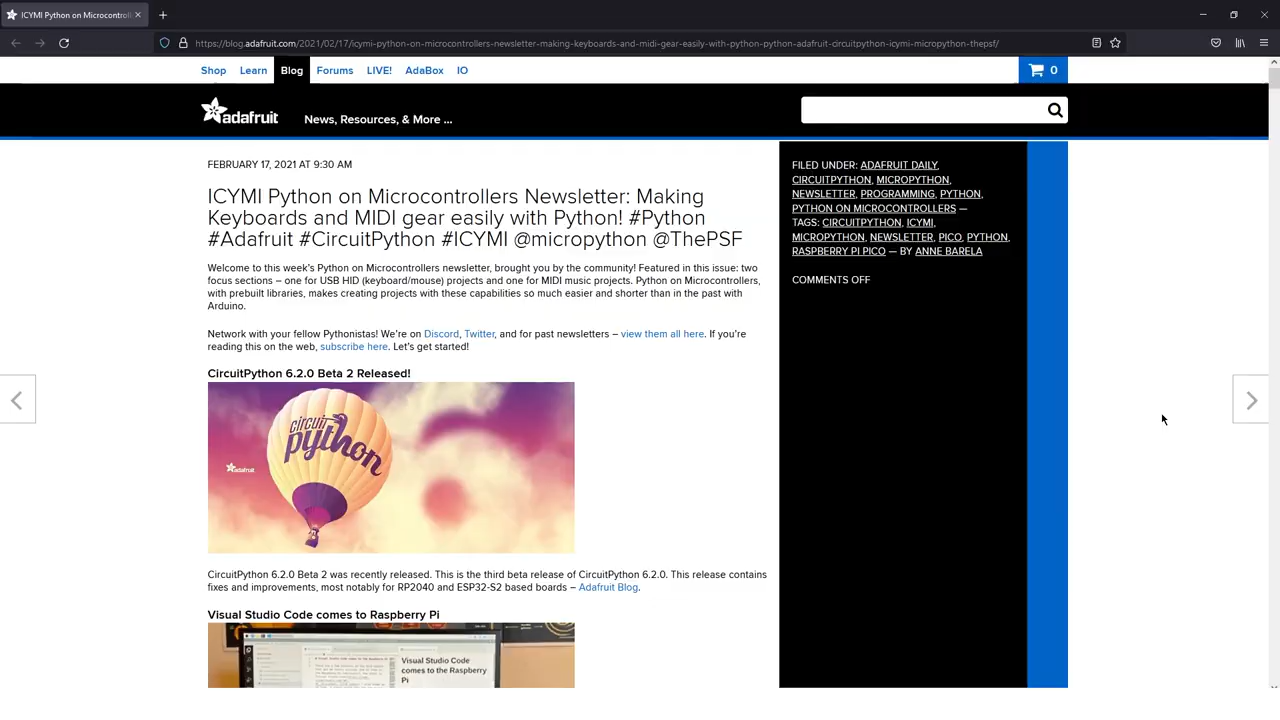 ICYMI Python on Microcontroll
https://blog.adafruit.com/2021/02/17/icymi-python-on-microcontrollers-newsletter-making-keyboards-and-midi-gear-easily-with-python-python-adafruit-circuitpython-icymi-micropython-thepsf/
Shop Learn Blog Forums LIVE! AdaBox IO 0
adafruit News, Resources, & More ...
FEBRUARY 17, 2021 AT 9:30 AM
ICYMI Python on Microcontrollers Newsletter: Making
Keyboards and MIDI gear easily with Python! #Python
#Adafruit #CircuitPython #ICYMI @micropython @ThePSF
Welcome to this week's Python on Microcontrollers newsletter, brought you by the community! Featured in this issue: two
focus sections – one for USB HID (keyboard/mouse) projects and one for MIDI music projects. Python on Microcontrollers,
with prebuilt libraries, makes creating projects with these capabilities so much easier and shorter than in the past with
Arduino.
Network with your fellow Pythonistas! We're on Discord, Twitter, and for past newsletters – view them all here. If you're
reading this on the web, subscribe here. Let's get started!
CircuitPython 6.2.0 Beta 2 Released!
circuit
python
adafruit
CircuitPython 6.2.0 Beta 2 was recently released. This is the third beta release of CircuitPython 6.2.0. This release contains
fixes and improvements, most notably for RP2040 and ESP32-S2 based boards – Adafruit Blog.
Visual Studio Code comes to Raspberry Pi
Visual Studio Code
comes to the Raspberry
Pi
FILED UNDER: ADAFRUIT DAILY,
CIRCUITPYTHON, MICROPYTHON,
NEWSLETTER, PROGRAMMING, PYTHON,
PYTHON ON MICROCONTROLLERS —
TAGS: CIRCUITPYTHON, ICYMI,
MICROPYTHON, NEWSLETTER, PICO, PYTHON,
RASPBERRY PI PICO — BY ANNE BARELA
COMMENTS OFF